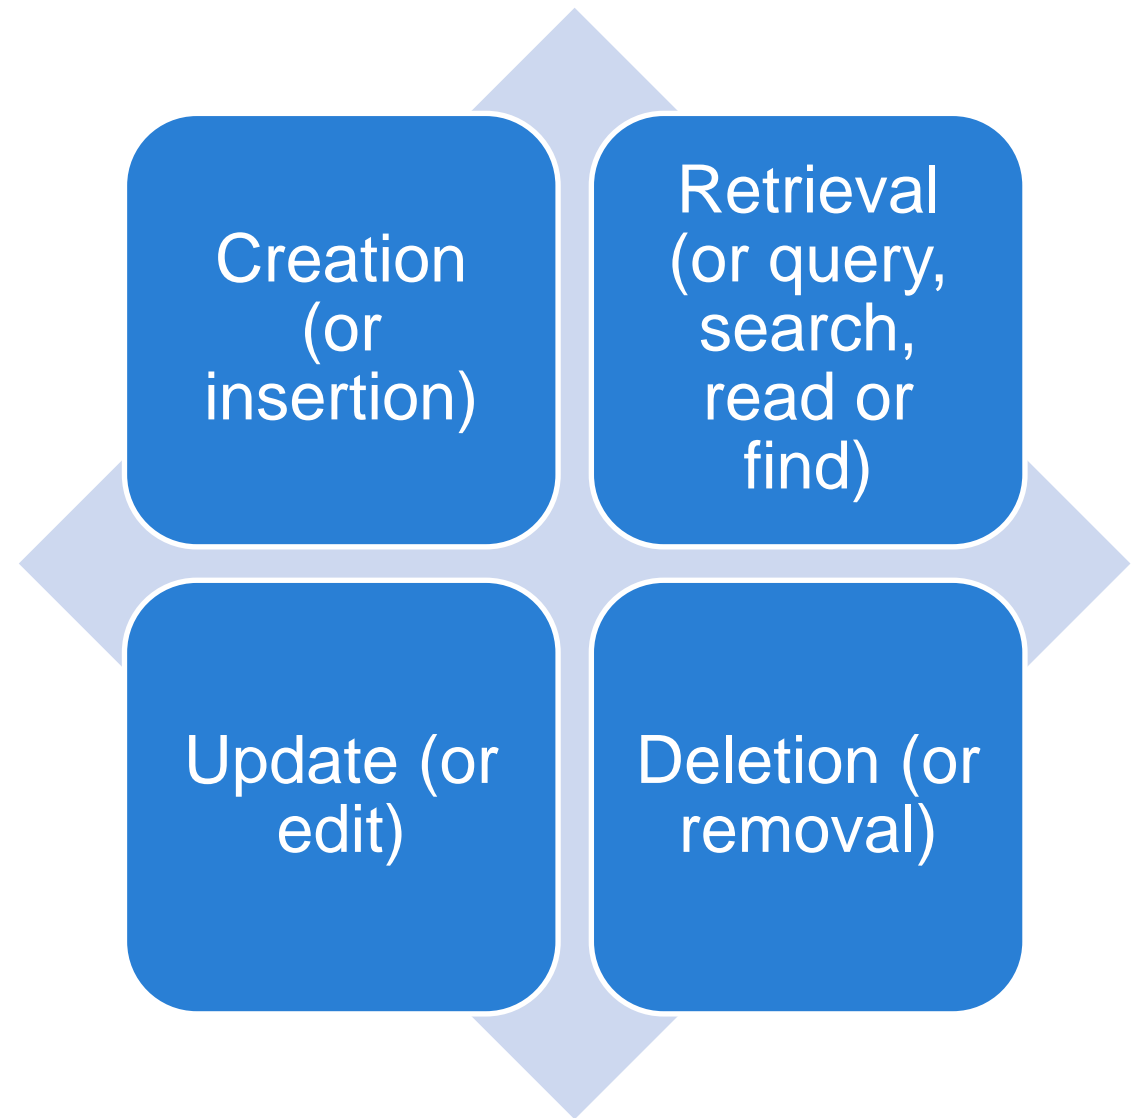 Creation
(or
insertion)
Retrieval
(or query,
search,
read or
find)
Update (or
edit)
Deletion (or
removal)